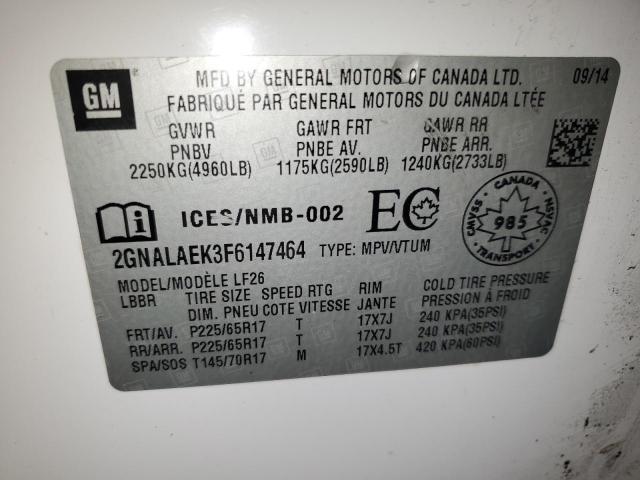 GM
MFD BY GENERAL MOTORS OF CANADA LTD. 09/14
FABRIQUÉ PAR GENERAL MOTORS DU CANADA LTÉE
GVWR GAWR FRT GAWR RR
PNBV PNBE AV. PNBE ARR.
2250KG(4960LB) 1175KG(2590LB) 1240KG(2733LB)
i ICES/NMB-002 EC
CANADA
CMVSS 985 NSVAC
TRANSPORT
2GNALAEK3F6147464 TYPE: MPV/VTUM
MODEL/MODÈLE LF26
LBBR TIRE SIZE SPEED RTG RIM COLD TIRE PRESSURE
DIM. PNEU COTE VITESSE JANTE PRESSION À FROID
FRT/AV. P225/65R17 T 17X7J 240 KPA(35PSI)
RR/ARR. P225/65R17 T 17X7J 240 KPA(35PSI)
SPA/SOS T145/70R17 M 17X4.5T 420 KPA(60PSI)